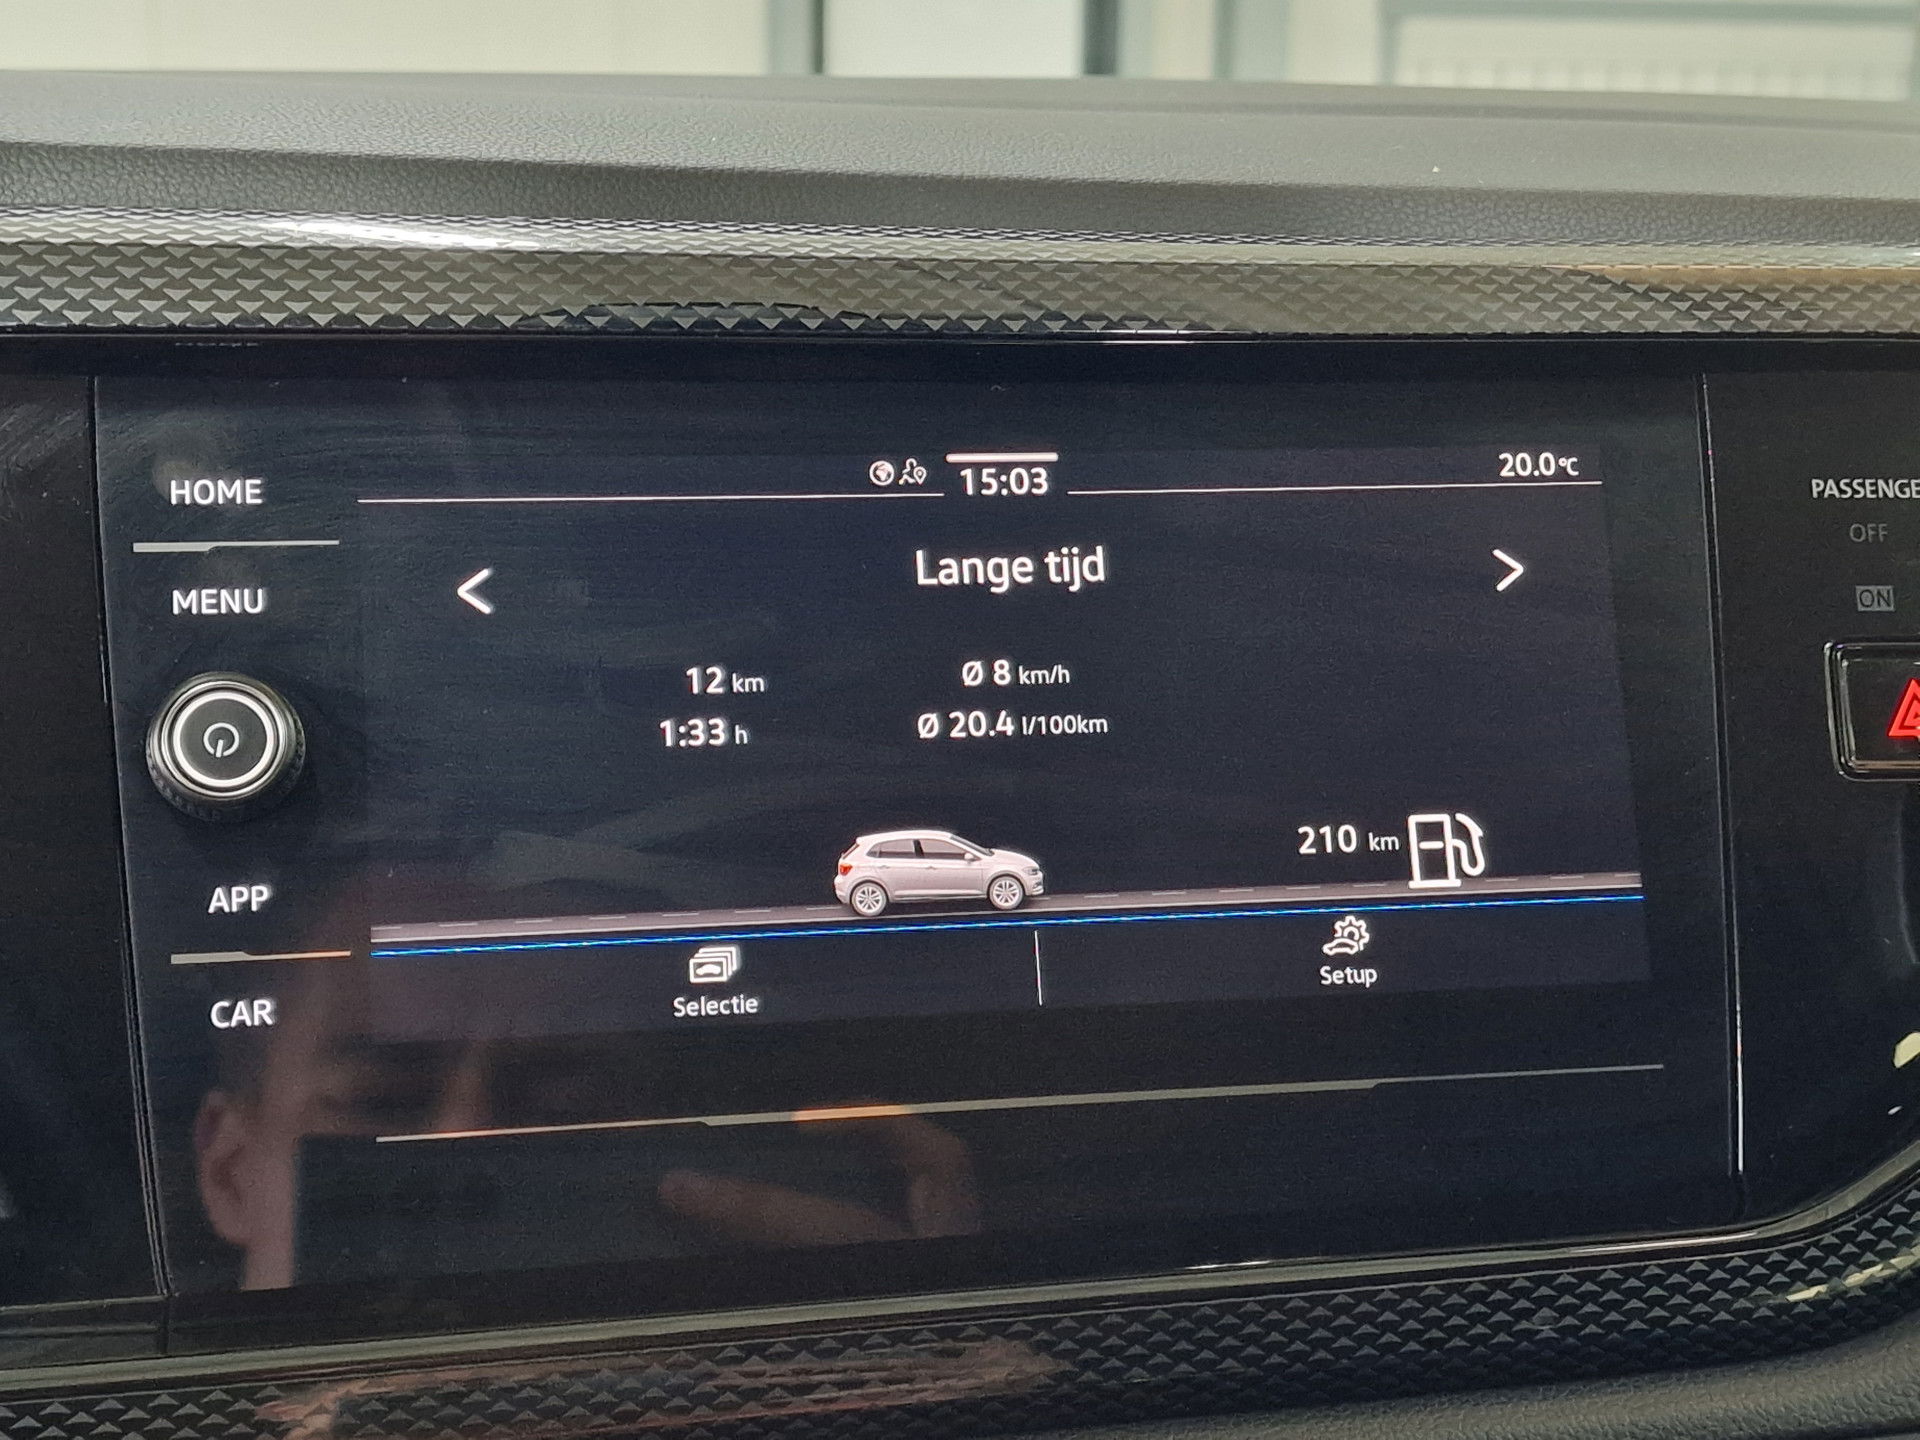 HOME
MENU
APP
CAR
15:03
20.0°C
Lange tijd
12 km
Ø 8 km/h
1:33 h
Ø 20.4 l/100km
210 km
Selectie
Setup
OFF
ON